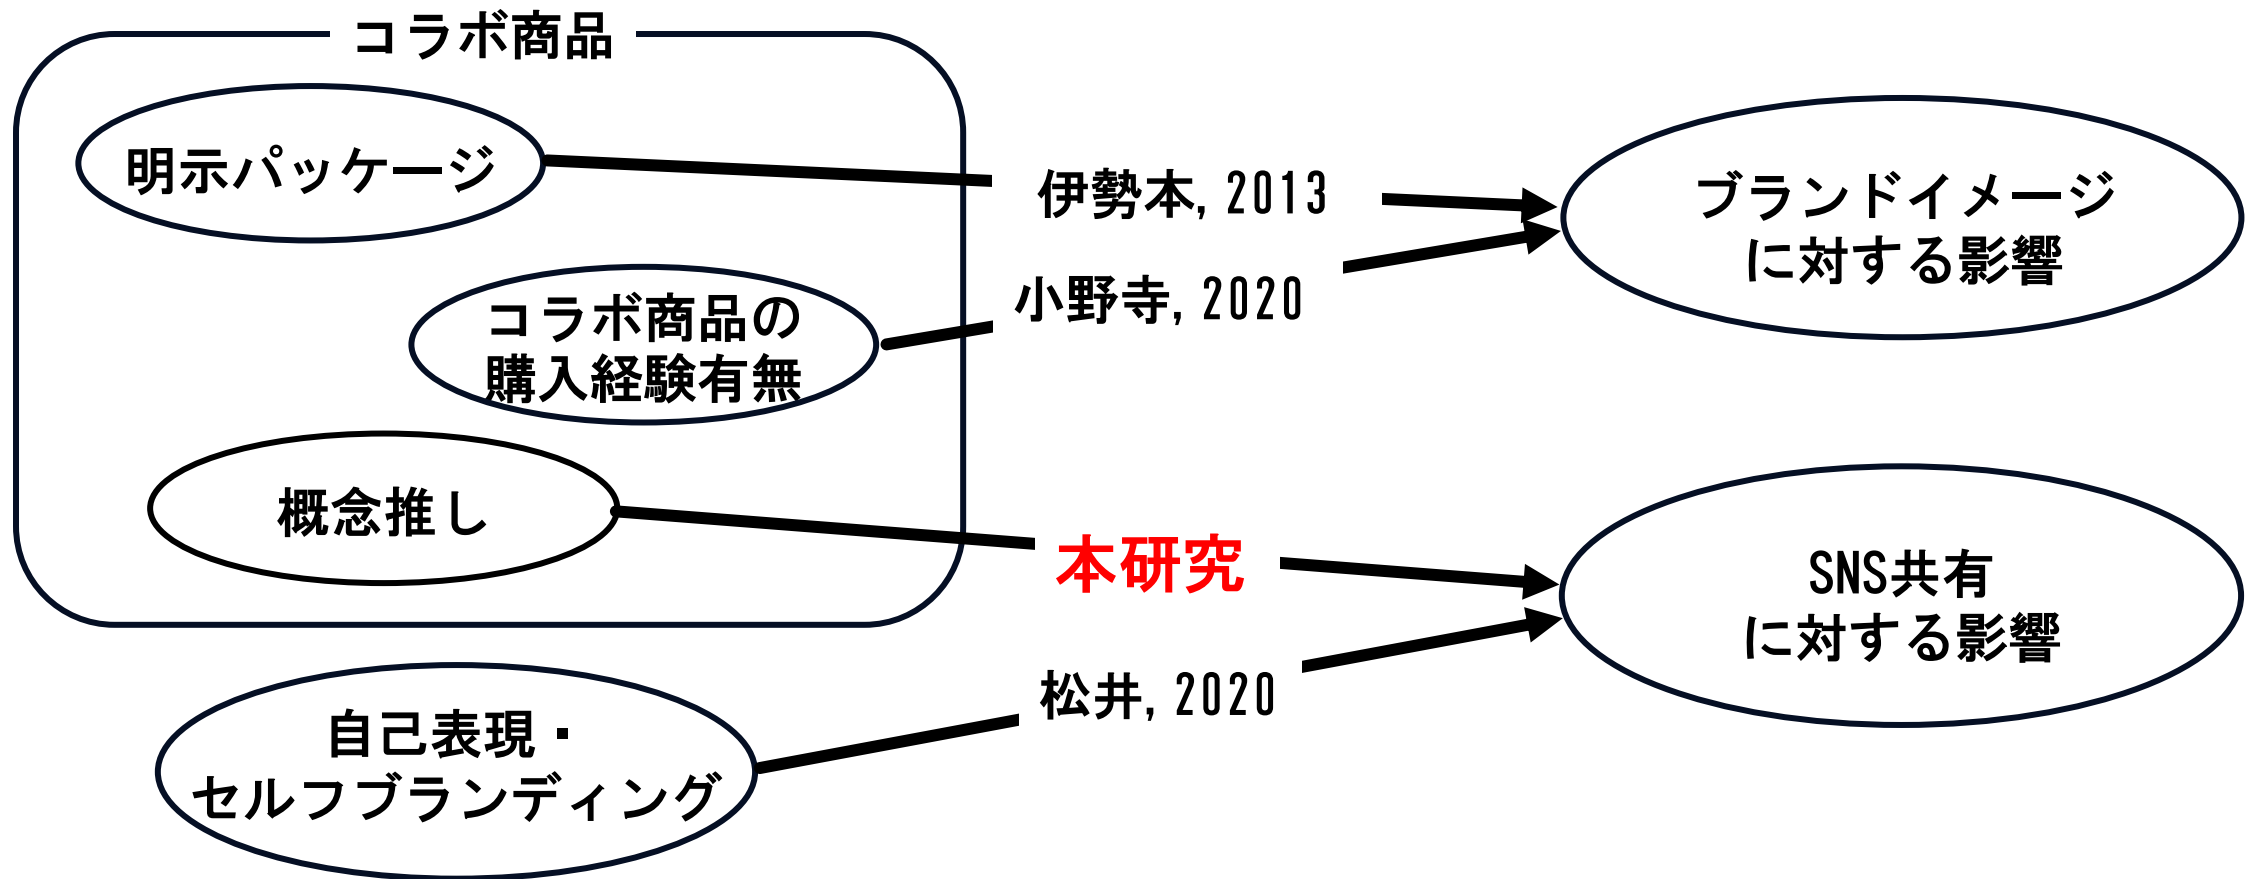 コラボ商品
明示パッケージ
伊勢本, 2013
ブランドイメージ
に対する影響
コラボ商品の
購入経験有無
小野寺, 2020
概念推し
本研究
SNS共有
に対する影響
自己表現・
セルフブランディング
松井, 2020